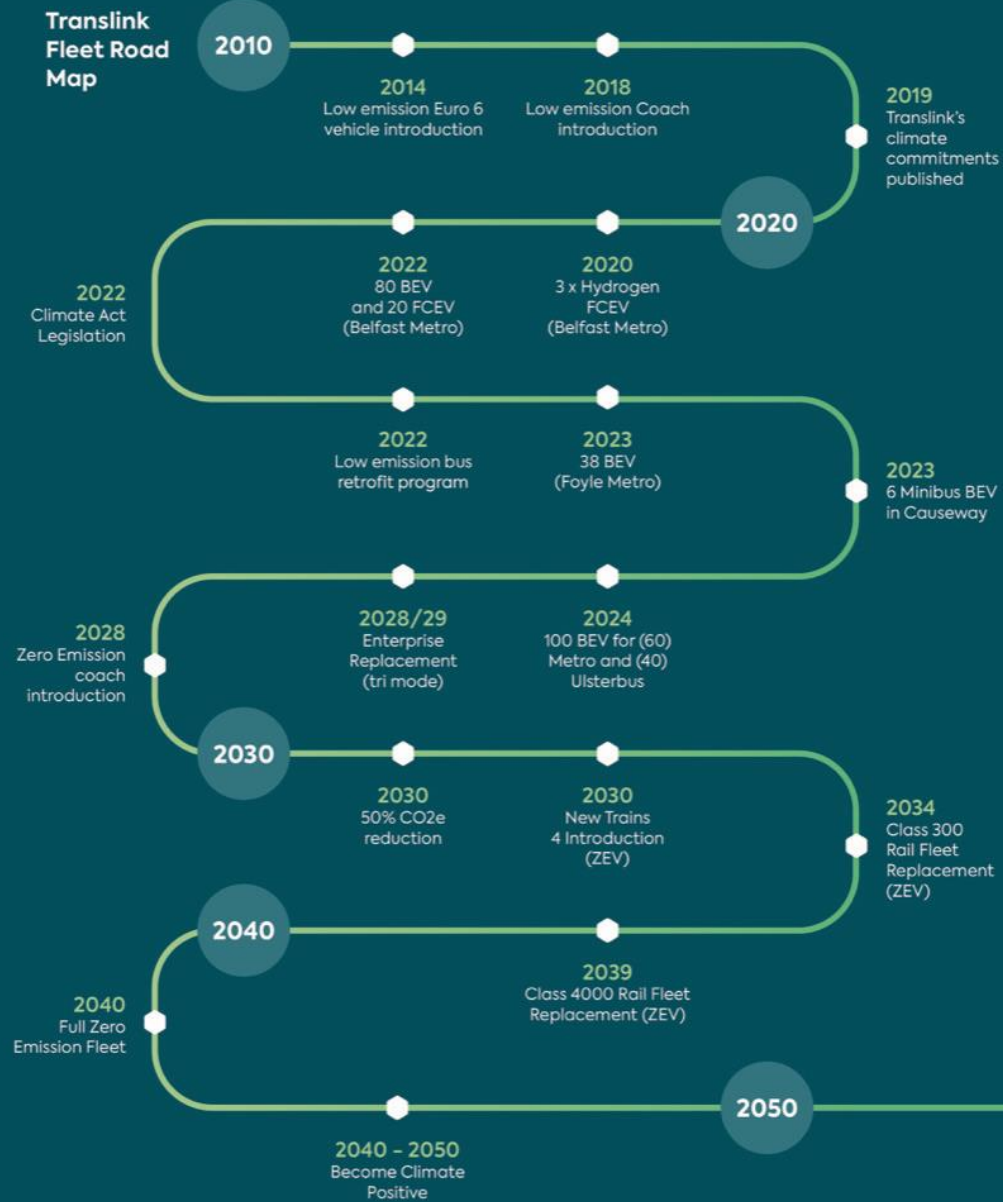 Translink
Fleet Road
Map
2010
2014
Low emission Euro 6
vehicle introduction
2018
Low emission Coach
introduction
2019
Translink's
climate
commitments
published
2020
2020
3 x Hydrogen
FCEV
(Belfast Metro)
2022
80 BEV
and 20 FCEV
(Belfast Metro)
2022
Climate Act
Legislation
2022
Low emission bus
retrofit program
2023
38 BEV
(Foyle Metro)
2023
6 Minibus BEV
in Causeway
2024
100 BEV for (60)
Metro and (40)
Ulsterbus
2028/29
Enterprise
Replacement
(tri mode)
2028
Zero Emission
coach
introduction
2030
2030
50% CO2e
reduction
2030
New Trains
4 Introduction
(ZEV)
2034
Class 300
Rail Fleet
Replacement
(ZEV)
2039
Class 4000 Rail Fleet
Replacement (ZEV)
2040
2040
Full Zero
Emission Fleet
2040 - 2050
Become Climate
Positive
2050